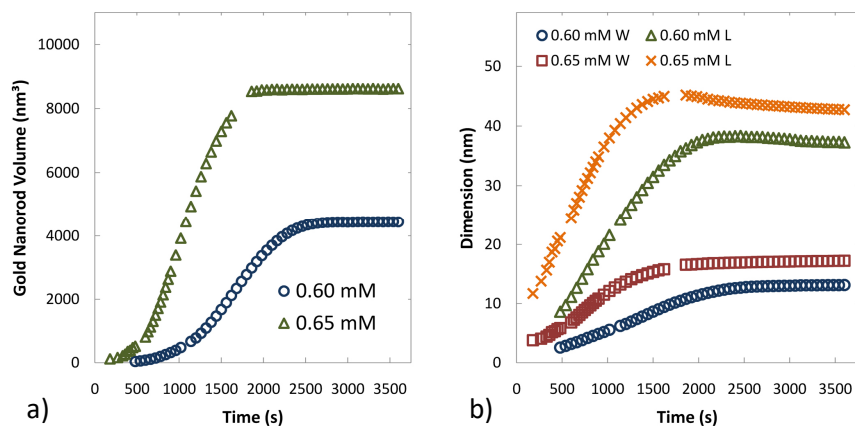 10000
8000
6000
4000
2000
0
Gold Nanorod Volume (nm³)
0.60 mM
0.65 mM
0 500 1000 1500 2000 2500 3000 3500
Time (s)
a)
0.60 mM W 0.60 mM L
0.65 mM W 0.65 mM L
50
40
30
20
10
0
Dimension (nm)
0 500 1000 1500 2000 2500 3000 3500
Time (s)
b)